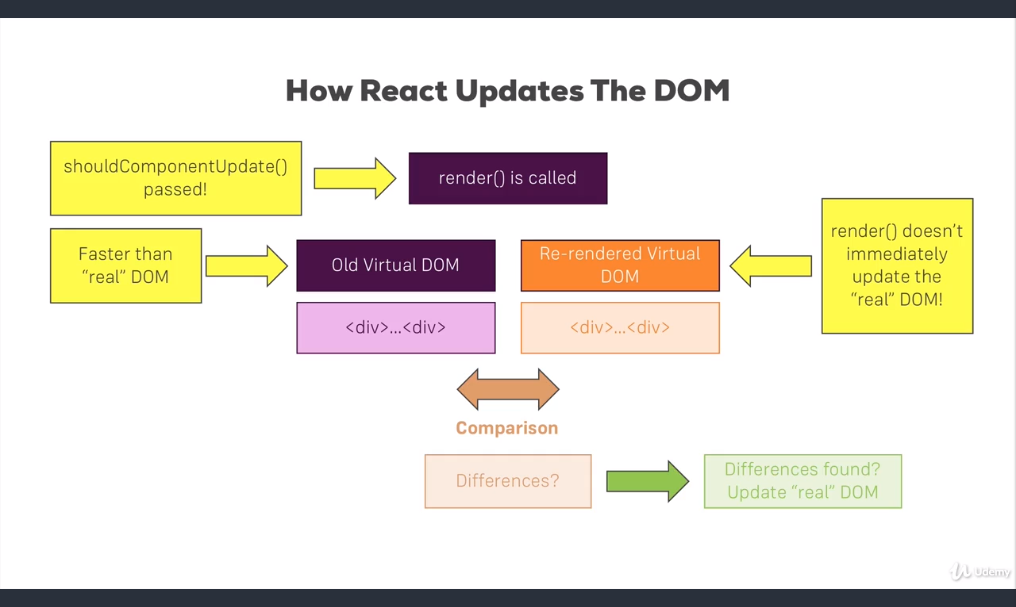 How React Updates The DOM
shouldComponentUpdate()
passed!
render() is called
Faster than
“real” DOM
Old Virtual DOM
Re-rendered Virtual
DOM
render() doesn’t
immediately
update the
“real” DOM!
<div>...<div>
<div>...<div>
Comparison
Differences?
Differences found?
Update “real” DOM
Udemy